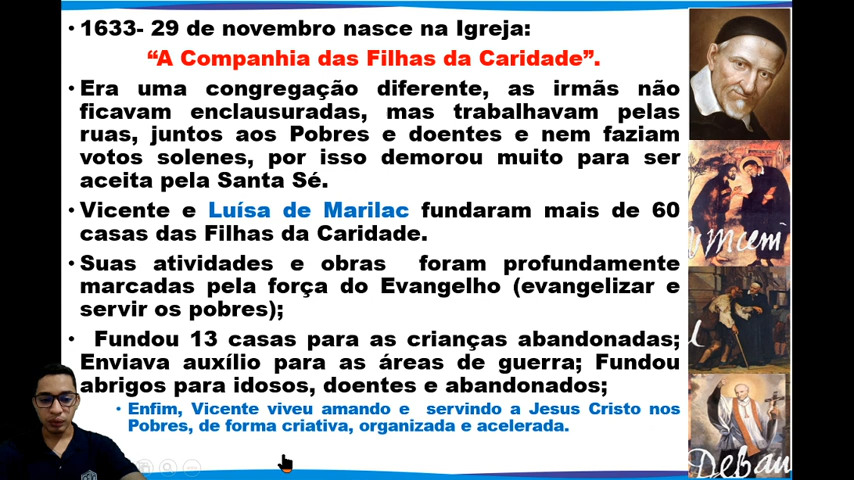 • 1633- 29 de novembro nasce na Igreja:
“A Companhia das Filhas da Caridade”.
• Era uma congregação diferente, as irmãs não
ficavam enclausuradas, mas trabalhavam pelas
ruas, juntos aos Pobres e doentes e nem faziam
votos solenes, por isso demorou muito para ser
aceita pela Santa Sé.
• Vicente e Luísa de Marilac fundaram mais de 60
casas das Filhas da Caridade.
• Suas atividades e obras foram profundamente
marcadas pela força do Evangelho (evangelizar e
servir os pobres);
• Fundou 13 casas para as crianças abandonadas;
Enviava auxílio para as áreas de guerra; Fundou
abrigos para idosos, doentes e abandonados;
• Enfim, Vicente viveu amando e servindo a Jesus Cristo nos
Pobres, de forma criativa, organizada e acelerada.